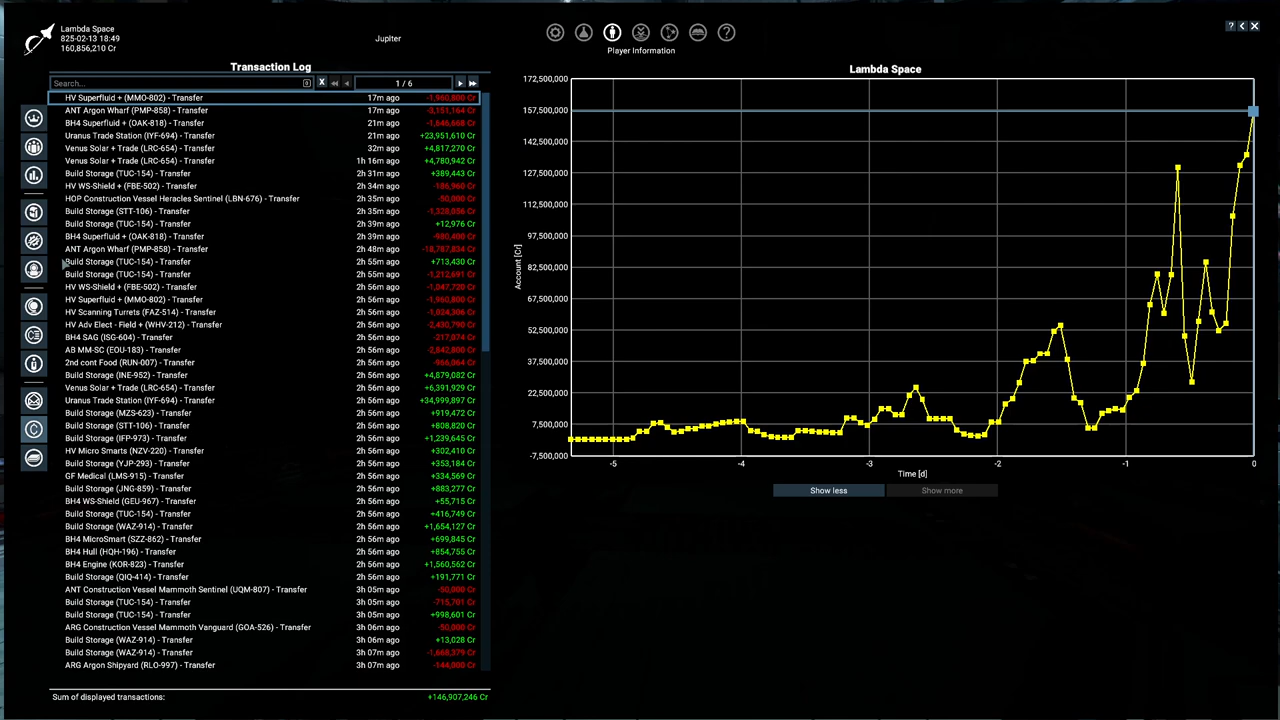 Lambda Space
825-02-13 18:49
160,856,210 Cr
Jupiter
Player Information
Transaction Log
Search...
1 / 6
HV Superfluid + (MMO-802) - Transfer 17m ago -1,960,800 Cr
ANT Argon Wharf (PMP-858) - Transfer 17m ago -3,151,164 Cr
BH4 Superfluid + (OAK-818) - Transfer 21m ago -1,646,668 Cr
Uranus Trade Station (IYF-694) - Transfer 21m ago +23,951,610 Cr
Venus Solar + Trade (LRC-654) - Transfer 32m ago +4,817,270 Cr
Venus Solar + Trade (LRC-654) - Transfer 1h 16m ago +4,780,942 Cr
Build Storage (TUC-154) - Transfer 2h 31m ago +389,443 Cr
HV WS-Shield + (FBE-502) - Transfer 2h 34m ago -186,960 Cr
HOP Construction Vessel Heracles Sentinel (LBN-676) - Transfer 2h 35m ago -50,000 Cr
Build Storage (STT-106) - Transfer 2h 35m ago -1,328,056 Cr
Build Storage (TUC-154) - Transfer 2h 39m ago +12,976 Cr
BH4 Superfluid + (OAK-818) - Transfer 2h 39m ago -980,400 Cr
ANT Argon Wharf (PMP-858) - Transfer 2h 48m ago -18,787,834 Cr
Build Storage (TUC-154) - Transfer 2h 55m ago +713,430 Cr
Build Storage (TUC-154) - Transfer 2h 55m ago -1,212,691 Cr
HV WS-Shield + (FBE-502) - Transfer 2h 56m ago -1,047,720 Cr
HV Superfluid + (MMO-802) - Transfer 2h 56m ago -1,960,800 Cr
HV Scanning Turrets (FAZ-514) - Transfer 2h 56m ago -1,024,306 Cr
HV Adv Elect - Field + (WHV-212) - Transfer 2h 56m ago -2,430,790 Cr
BH4 SAG (ISG-604) - Transfer 2h 56m ago -217,074 Cr
AB MM-SC (EOU-183) - Transfer 2h 56m ago -2,842,800 Cr
2nd cont Food (RUN-007) - Transfer 2h 56m ago -966,064 Cr
Build Storage (INE-952) - Transfer 2h 56m ago +4,879,082 Cr
Venus Solar + Trade (LRC-654) - Transfer 2h 56m ago +6,391,929 Cr
Uranus Trade Station (IYF-694) - Transfer 2h 56m ago +34,999,897 Cr
Build Storage (MZS-623) - Transfer 2h 56m ago +919,472 Cr
Build Storage (STT-106) - Transfer 2h 56m ago +808,820 Cr
Build Storage (IFP-973) - Transfer 2h 56m ago +1,239,645 Cr
HV Micro Smarts (NZV-220) - Transfer 2h 56m ago +302,410 Cr
Build Storage (YJP-293) - Transfer 2h 56m ago +353,184 Cr
GF Medical (LMS-915) - Transfer 2h 56m ago +334,569 Cr
Build Storage (JNG-859) - Transfer 2h 56m ago +883,277 Cr
BH4 WS-Shield (GEU-967) - Transfer 2h 56m ago +55,715 Cr
Build Storage (TUC-154) - Transfer 2h 56m ago +416,749 Cr
Build Storage (WAZ-914) - Transfer 2h 56m ago +1,654,127 Cr
BH4 MicroSmart (SZZ-862) - Transfer 2h 56m ago +699,845 Cr
BH4 Hull (HQH-196) - Transfer 2h 56m ago +854,755 Cr
BH4 Engine (KOR-823) - Transfer 2h 56m ago +1,560,562 Cr
Build Storage (QIQ-414) - Transfer 2h 56m ago +191,771 Cr
ANT Construction Vessel Mammoth Sentinel (UQM-807) - Transfer 3h 05m ago -50,000 Cr
Build Storage (TUC-154) - Transfer 3h 05m ago -715,701 Cr
Build Storage (TUC-154) - Transfer 3h 05m ago +998,601 Cr
ARG Construction Vessel Mammoth Vanguard (GOA-526) - Transfer 3h 06m ago -50,000 Cr
Build Storage (WAZ-914) - Transfer 3h 06m ago +13,028 Cr
Build Storage (WAZ-914) - Transfer 3h 07m ago -1,668,379 Cr
ARG Argon Shipyard (RLO-997) - Transfer 3h 07m ago -144,000 Cr
Sum of displayed transactions: +146,907,246 Cr
Lambda Space
172,500,000
157,500,000
142,500,000
127,500,000
112,500,000
97,500,000
82,500,000
67,500,000
52,500,000
37,500,000
22,500,000
7,500,000
-7,500,000
Account [Cr]
-5 -4 -3 -2 -1 0
Time [d]
Show less Show more